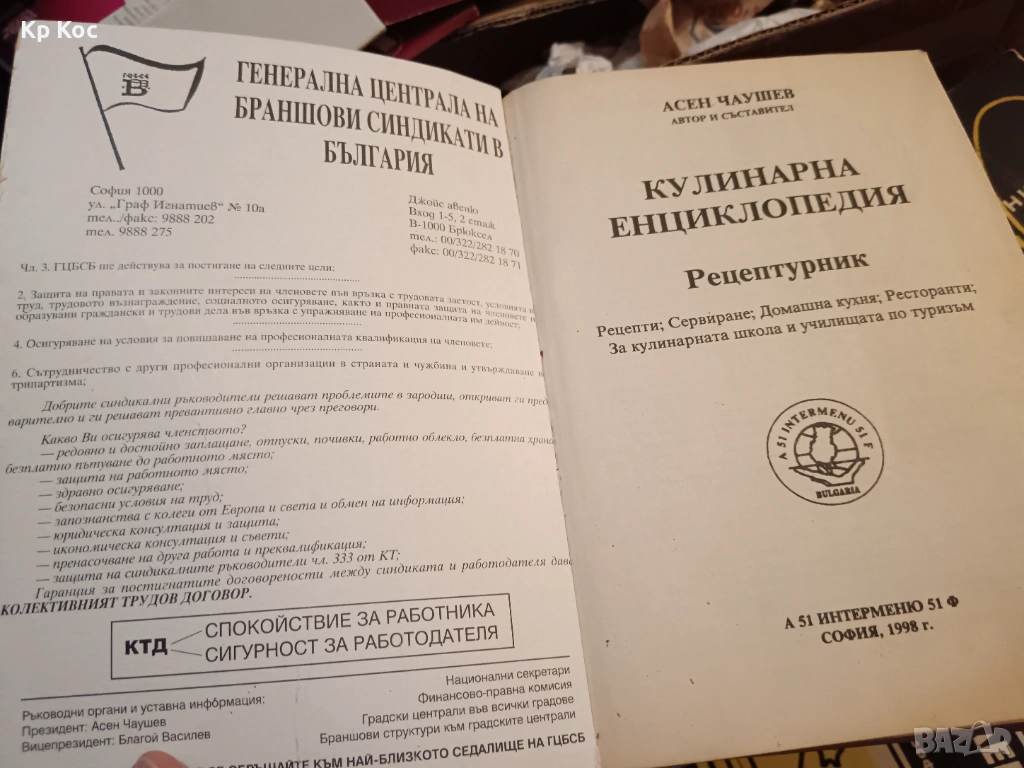 Кр Кос
ГЕНЕРАЛНА ЦЕНТРАЛА НА
БРАНШОВИ СИНДИКАТИ В
БЪЛГАРИЯ
София 1000
ул. „Граф Игнатиев“ № 10а
тел../факс: 9888 202
тел. 9888 275
Джойс авеню
Вход 1-5, 2 етаж
В-1000 Брюксел
тел.: 00/322/282 18 70
факс: 00/322/282 18 71
Чл. 3. ГЦБСБ ще действува за постигане на следните цели:
2. Защита на правата и законните интереси на членовете във връзка с трудовата заетост, условията
труд, трудовото възнаграждение, социалното осигуряване, както и правната защита на членовете
образувани граждански и трудови дела във връзка с упражняване на професионалната им дейност;
4. Осигуряване на условия за повишаване на професионалната квалификация на членовете;
6. Сътрудничество с други професионални организации в страната и чужбина и утвърждаване
трипартизма;
Добрите синдикални ръководители решават проблемите в зародиш, откриват ги пред
варително и ги решават превантивно главно чрез преговори.
Какво Ви осигурява членството?
— редовно и достойно заплащане, отпуски, почивки, работно облекло, безплатна храна
безплатно пътуване до работното място;
— защита на работното място;
— здравно осигуряване;
— безопасни условия на труд;
— запознанства с колеги от Европа и света и обмен на информация;
— юридическа консултация и защита;
— икономическа консултация и съвети;
— пренасочване на друга работа и преквалификация;
— защита на синдикалните ръководители чл. 333 от КТ;
Гаранция за постигнатите договорености между синдиката и работодателя дава
КОЛЕКТИВНИЯТ ТРУДОВ ДОГОВОР.
КТД
СПОКОЙСТВИЕ ЗА РАБОТНИКА
СИГУРНОСТ ЗА РАБОТОДАТЕЛЯ
Ръководни органи и уставна информация:
Президент: Асен Чаушев
Вицепрезидент: Благой Василев
Национални секретари
Финансово-правна комисия
Градски централи във всички градове
Браншови структури към градските централи
КЪМ НАЙ-БЛИЗКОТО СЕДАЛИЩЕ НА ГЦБСБ
АСЕН ЧАУШЕВ
АВТОР И СЪСТАВИТЕЛ
КУЛИНАРНА
ЕНЦИКЛОПЕДИЯ
Рецептурник
Рецепти; Сервиране; Домашна кухня; Ресторанти;
За кулинарната школа и училищата по туризъм
A 51 INTERMENU 51 F
BULGARIA
А 51 ИНТЕРМЕНЮ 51 Ф
СОФИЯ, 1998 г.
BAZAR